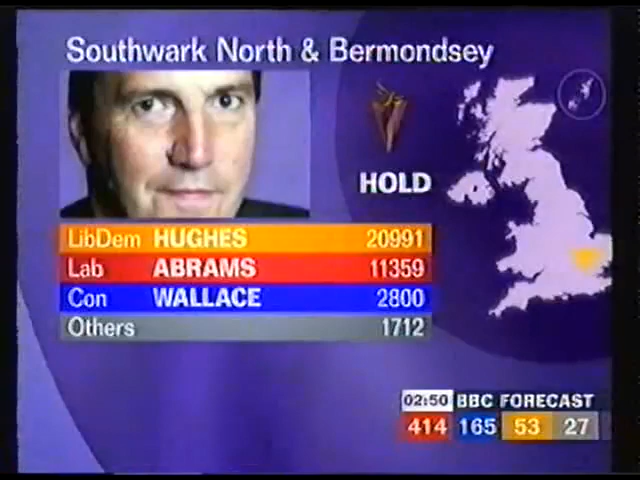 Southwark North & Bermondsey
HOLD
LibDem HUGHES 20991
Lab ABRAMS 11359
Con WALLACE 2800
Others 1712
02:50 BBC FORECAST
414 165 53 27